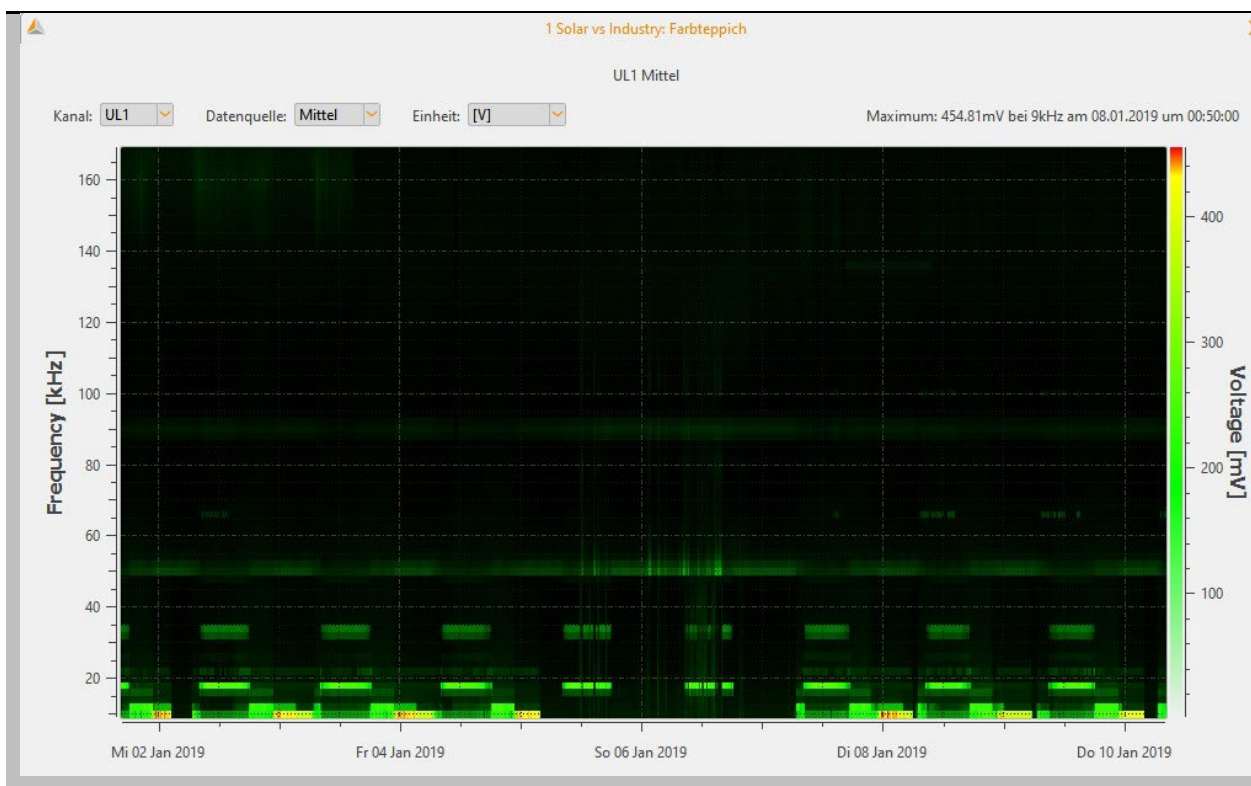 1 Solar vs Industry: Farbteppich
UL1 Mittel
Kanal: UL1 Datenquelle: Mittel Einheit: [V] Maximum: 454.81mV bei 9kHz am 08.01.2019 um 00:50:00
Frequency [kHz]
160
140
120
100
80
60
40
20
Mi 02 Jan 2019 Fr 04 Jan 2019 So 06 Jan 2019 Di 08 Jan 2019 Do 10 Jan 2019
400
300
200
100
Voltage [mV]